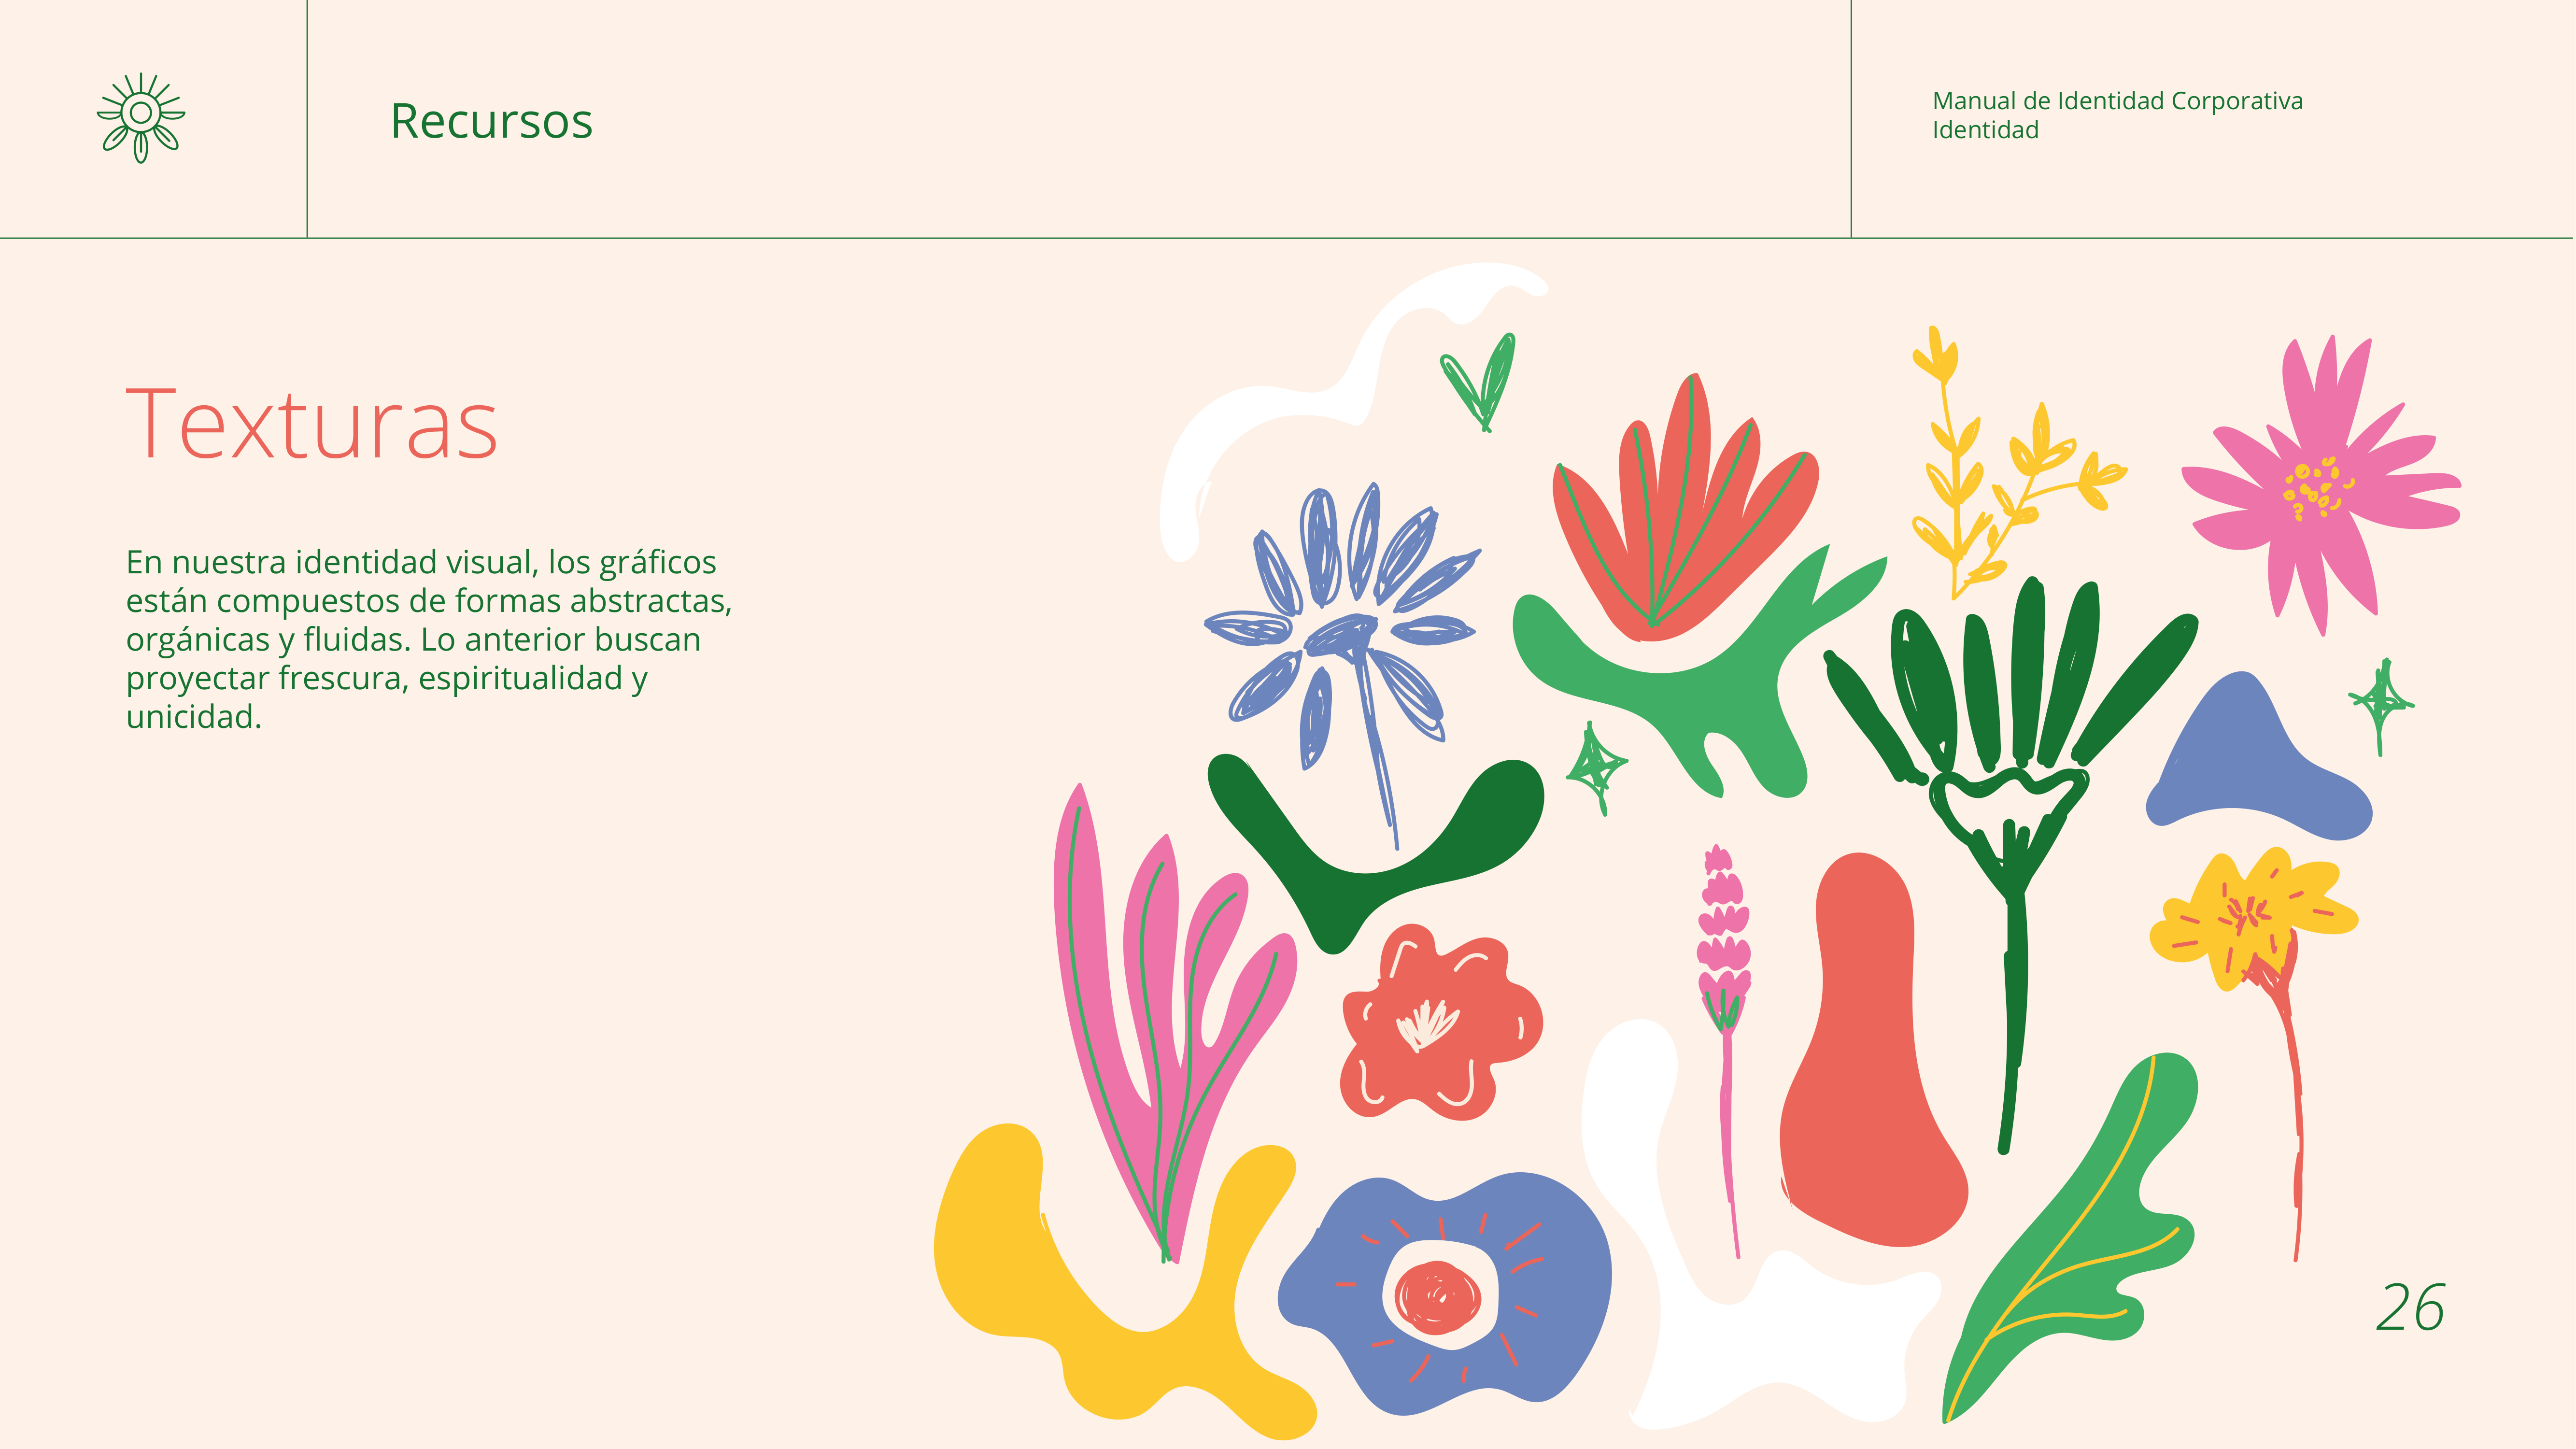 Recursos
Manual de Identidad Corporativa
Identidad
Texturas
En nuestra identidad visual, los gráficos
están compuestos de formas abstractas,
orgánicas y fluidas. Lo anterior buscan
proyectar frescura, espiritualidad y
unicidad.
26